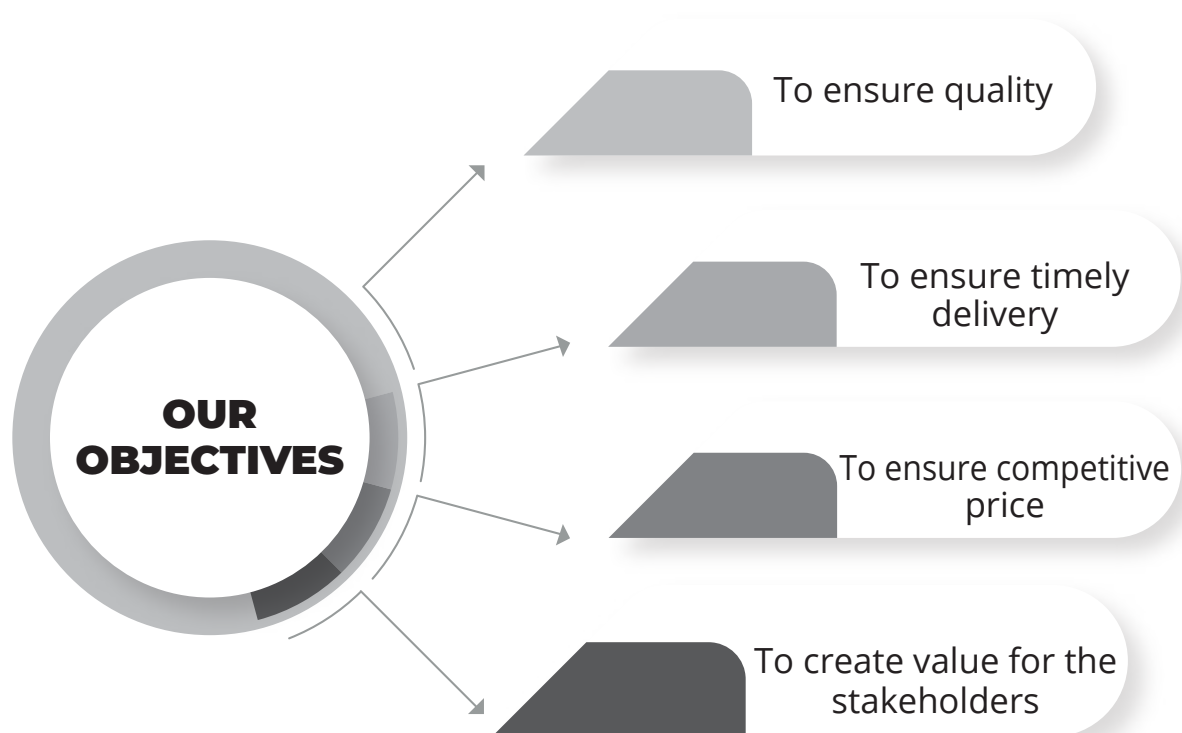 OUR
OBJECTIVES
To ensure quality
To ensure timely
delivery
To ensure competitive
price
To create value for the
stakeholders